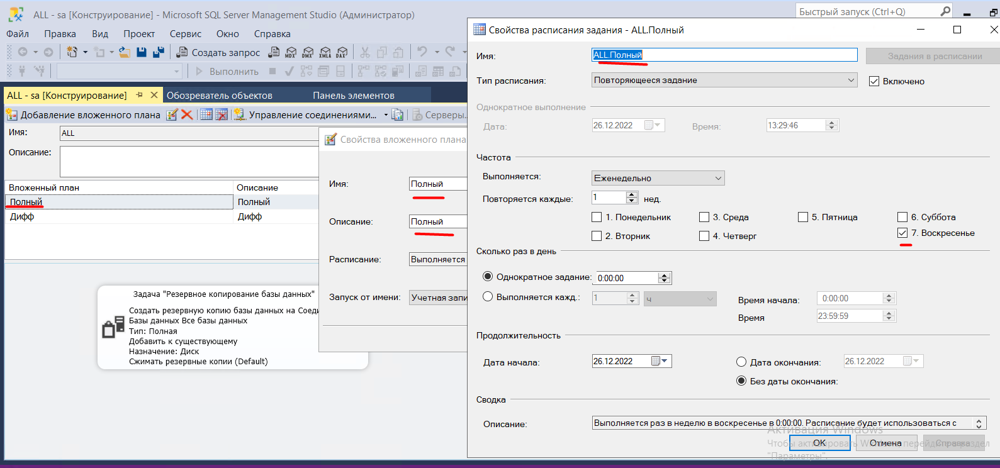 ALL - sa [Конструирование] - Microsoft SQL Server Management Studio (Администратор)
Быстрый запуск (Ctrl+Q)
Файл Правка Вид Проект Сервис Окно Справка
Создать запрос MDX DMX XMLA DAX
Выполнить
ALL - sa [Конструирование] Обозреватель объектов Панель элементов
Добавление вложенного плана Управление соединениями... Серверы..
Имя: ALL
Описание:
Вложенный план Описание
Полный Полный
Дифф Дифф
Задача "Резервное копирование базы данных"
Создать резервную копию базы данных на Соеди
Базы данных Все базы данных
Тип: Полная
Добавить к существующему
Назначение: Диск
Сжимать резервные копии (Default)
Свойства вложенного плана
Имя: Полный
Описание: Полный
Расписание: Выполняется
Запуск от имени: Учетная запи
Свойства расписания задания - ALL.Полный
Имя: ALL.Полный Задания в расписании
Тип расписания: Повторяющееся задание Включено
Однократное выполнение
Дата: 26.12.2022 Время: 13:29:46
Частота
Выполняется: Еженедельно
Повторяется каждые: 1 нед.
1. Понедельник 3. Среда 5. Пятница 6. Суббота
2. Вторник 4. Четверг 7. Воскресенье
Сколько раз в день
Однократное задание: 0:00:00
Выполняется кажд.: 1 ч Время начала: 0:00:00
Время 23:59:59
Продолжительность
Дата начала: 26.12.2022 Дата окончания: 26.12.2022
Без даты окончания:
Сводка
Описание: Выполняется раз в неделю в воскресенье в 0:00:00. Расписание будет использоваться с
Активация Windows
Чтобы активировать Windows, перейдите в раздел
"Параметры".
OK Отмена Справка